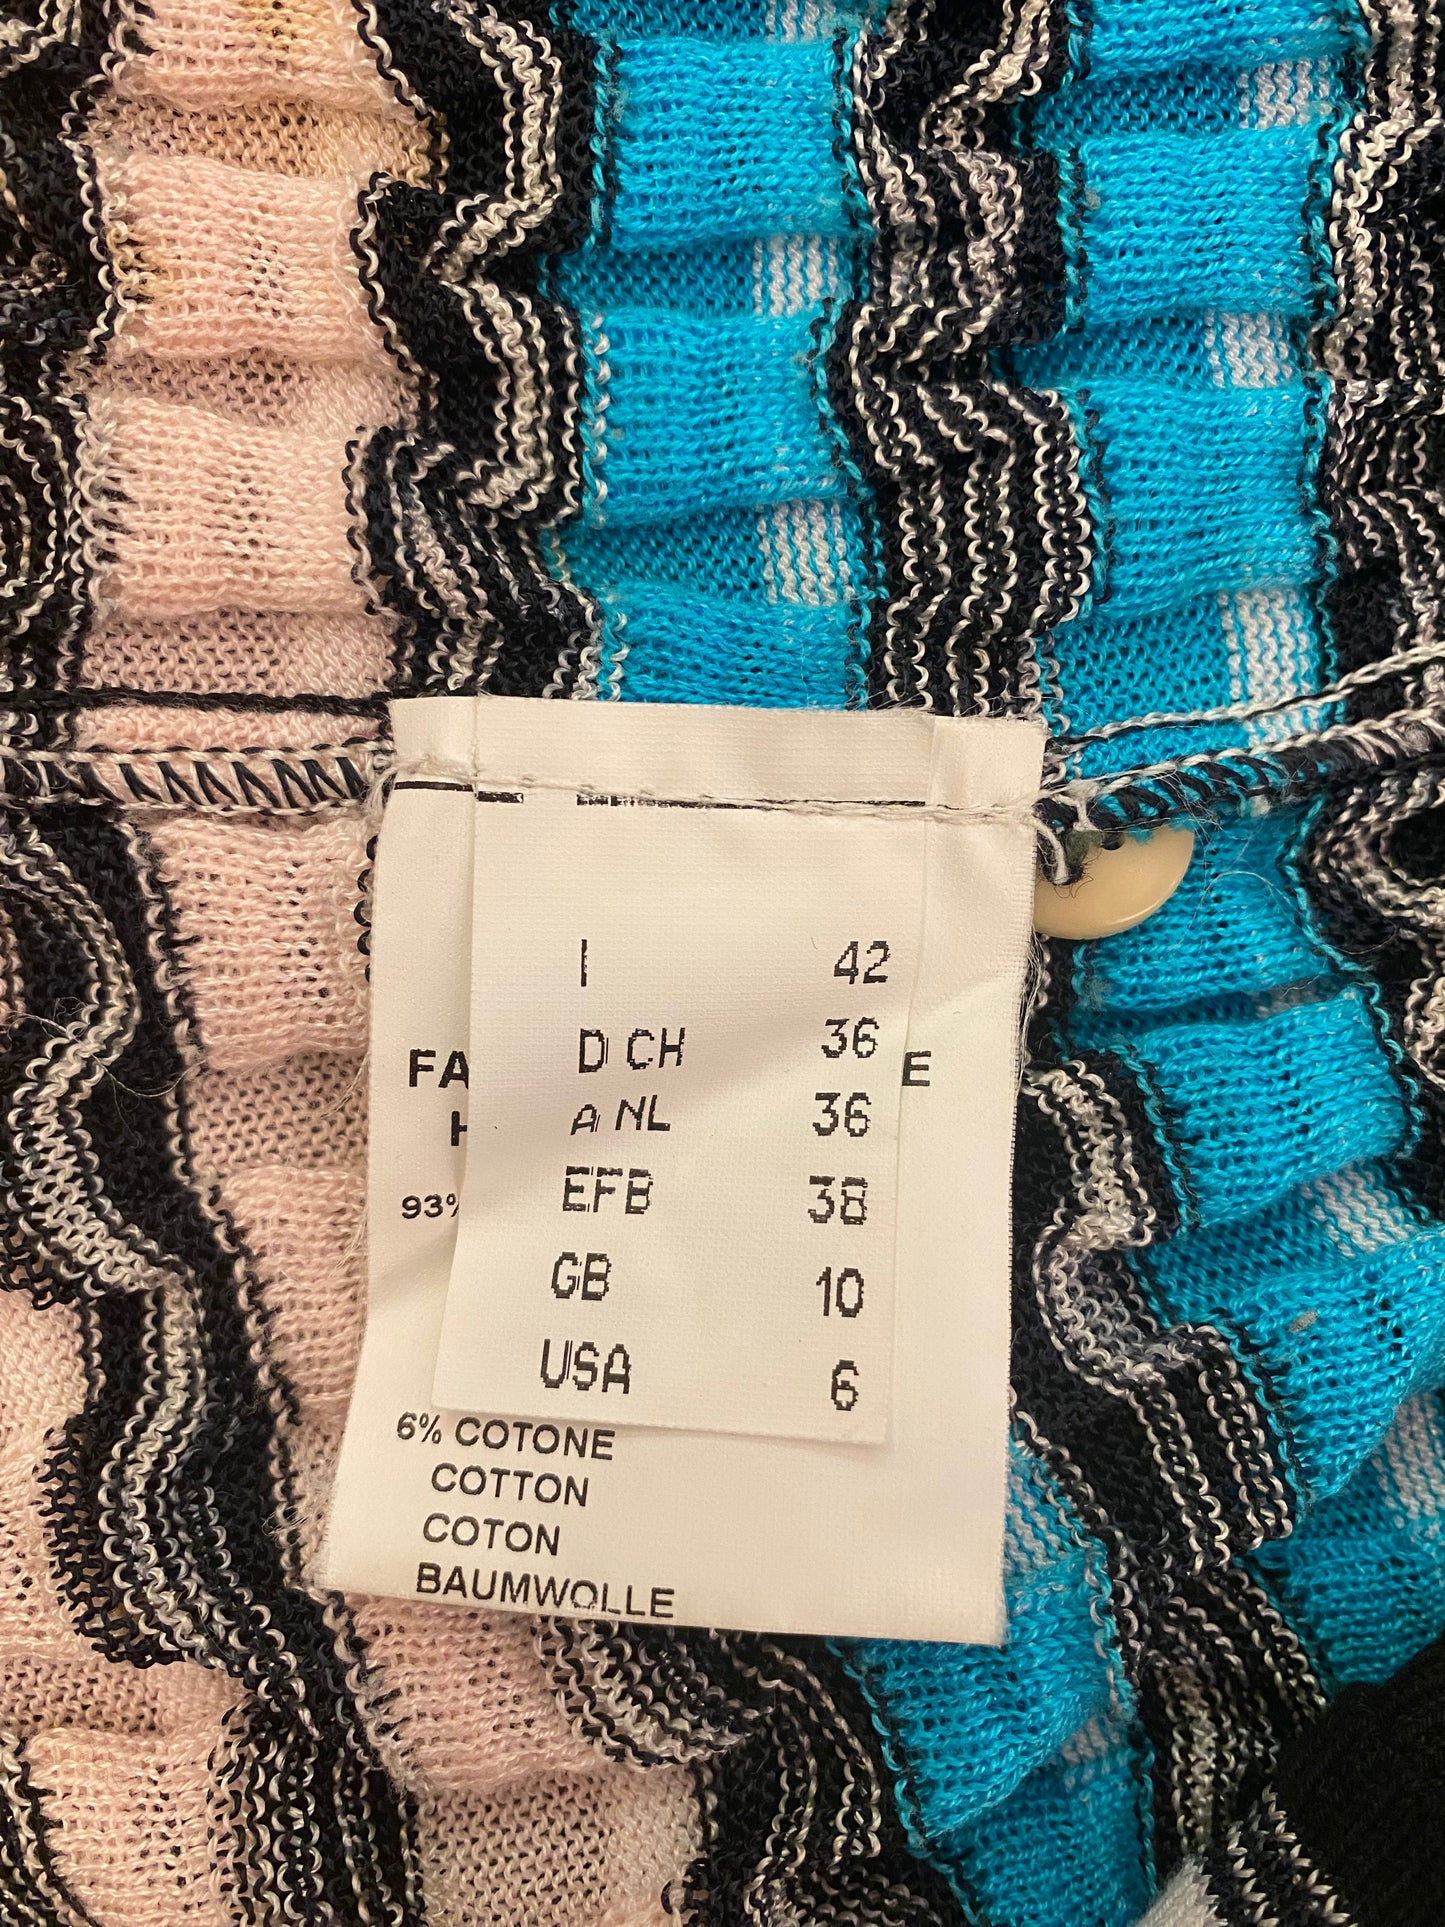 I 42
D CH 36
A NL 36
EFB 38
GB 10
USA 6
FA
E
93%
6% COTONE
COTTON
COTON
BAUMWOLLE